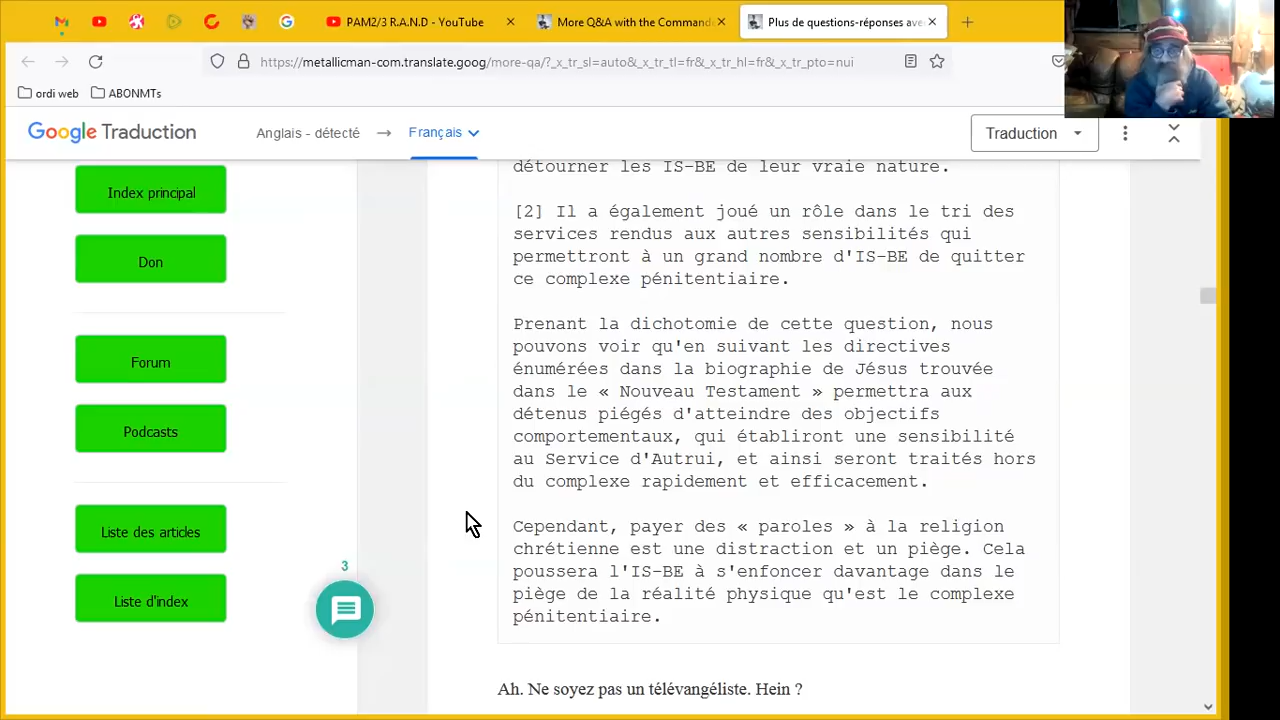 PAM2/3 R.A.N.D - YouTube
More Q&A with the Command
Plus de questions-réponses ave
https://metallicman-com.translate.goog/more-qa/?_x_tr_sl=auto&_x_tr_tl=fr&_x_tr_hl=fr&_x_tr_pto=nui
ordi web
ABONMTs
Google Traduction
Anglais - détecté
Français
Traduction
Index principal
Don
Forum
Podcasts
Liste des articles
Liste d'index
3
détourner les IS-BE de leur vraie nature.
[2] Il a également joué un rôle dans le tri des
services rendus aux autres sensibilités qui
permettront à un grand nombre d'IS-BE de quitter
ce complexe pénitentiaire.
Prenant la dichotomie de cette question, nous
pouvons voir qu'en suivant les directives
énumérées dans la biographie de Jésus trouvée
dans le « Nouveau Testament » permettra aux
détenus piégés d'atteindre des objectifs
comportementaux, qui établiront une sensibilité
au Service d'Autrui, et ainsi seront traités hors
du complexe rapidement et efficacement.
Cependant, payer des « paroles » à la religion
chrétienne est une distraction et un piège. Cela
poussera l'IS-BE à s'enfoncer davantage dans le
piège de la réalité physique qu'est le complexe
pénitentiaire.
Ah. Ne soyez pas un télévangéliste. Hein ?